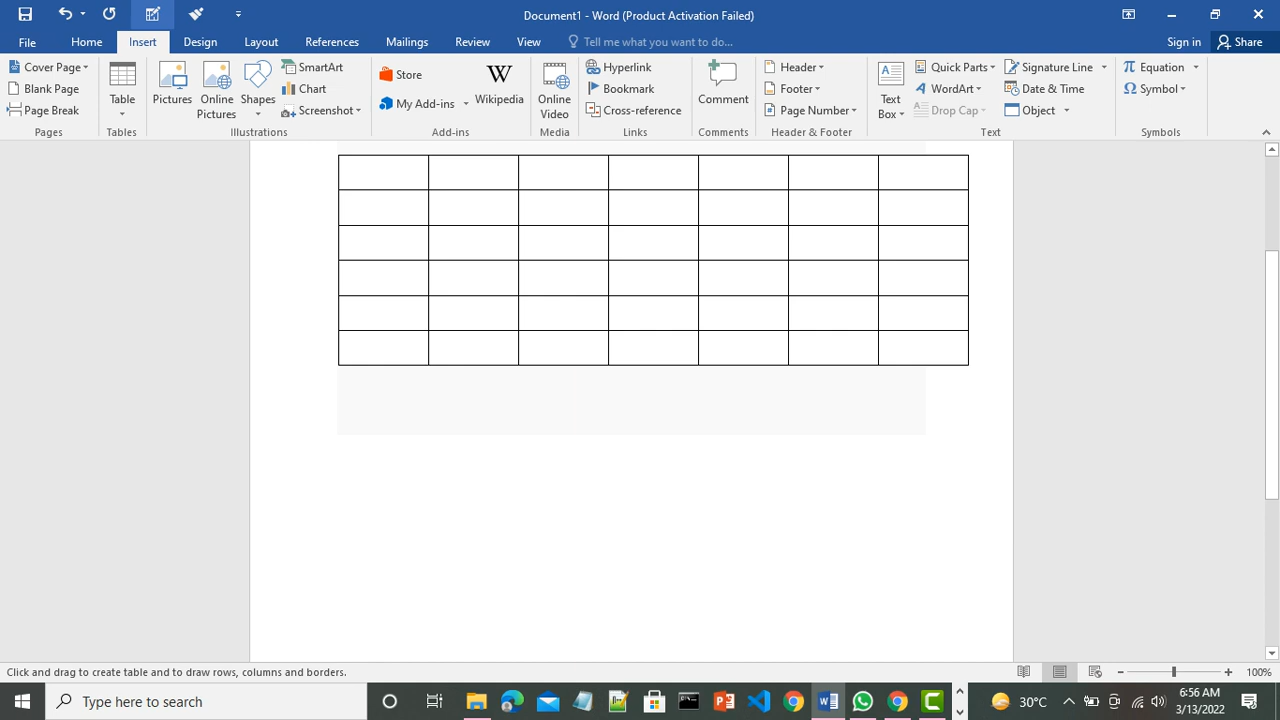 Document1 - Word (Product Activation Failed)
File Home Insert Design Layout References Mailings Review View Tell me what you want to do... Sign in Share
Cover Page
Blank Page
Page Break
Pages
Table
Tables
Pictures
Online
Pictures
Shapes
SmartArt
Chart
Screenshot
Illustrations
Store
My Add-ins
W
Wikipedia
Add-ins
Online
Video
Media
Hyperlink
Bookmark
Cross-reference
Links
Comment
Comments
Header
Footer
Page Number
Header & Footer
Text
Box
Quick Parts
WordArt
Drop Cap
Signature Line
Date & Time
Object
Text
π Equation
Ω Symbol
Symbols
Click and drag to create table and to draw rows, columns and borders.
100%
Type here to search
30°C
6:56 AM
3/13/2022